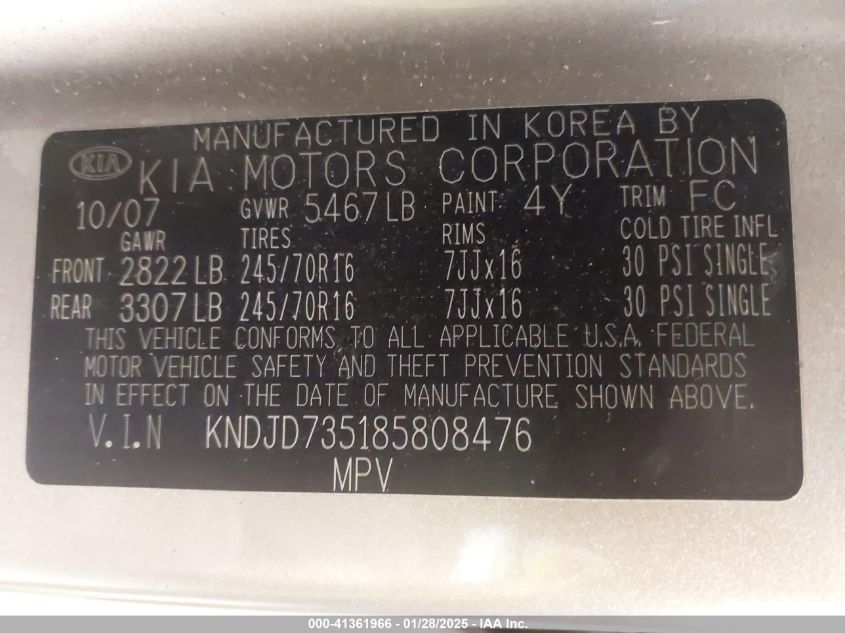 MANUFACTURED IN KOREA BY
KIA KIA MOTORS CORPORATION
10/07 GVWR 5467LB PAINT: 4Y TRIM FC
GAWR TIRES RIMS COLD TIRE INFL
FRONT 2822LB 245/70R16 7JJx16 30 PSI SINGLE
REAR 3307LB 245/70R16 7JJx16 30 PSI SINGLE
THIS VEHICLE CONFORMS TO ALL APPLICABLE U.S.A. FEDERAL
MOTOR VEHICLE SAFETY AND THEFT PREVENTION STANDARDS
IN EFFECT ON THE DATE OF MANUFACTURE SHOWN ABOVE.
V.I.N KNDJD735185808476
MPV
000-41361966 - 01/28/2025 - IAA Inc.